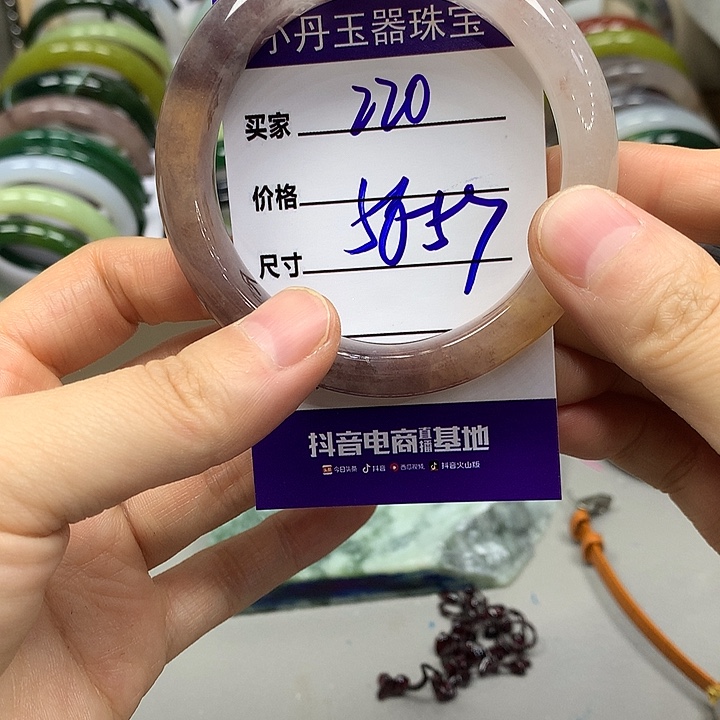 小丹玉器珠宝
买家 220
价格
尺寸
抖音电商直播基地
今日头条 抖音 西瓜视频 抖音火山版